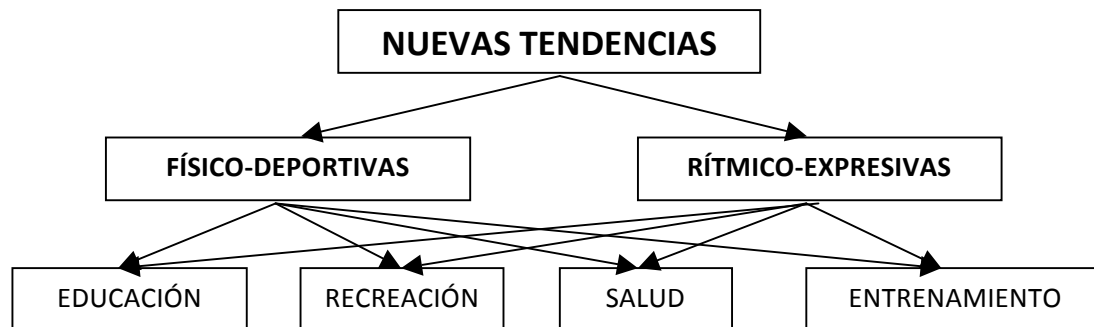 NUEVAS TENDENCIAS
FÍSICO-DEPORTIVAS
RÍTMICO-EXPRESIVAS
EDUCACIÓN
RECREACIÓN
SALUD
ENTRENAMIENTO